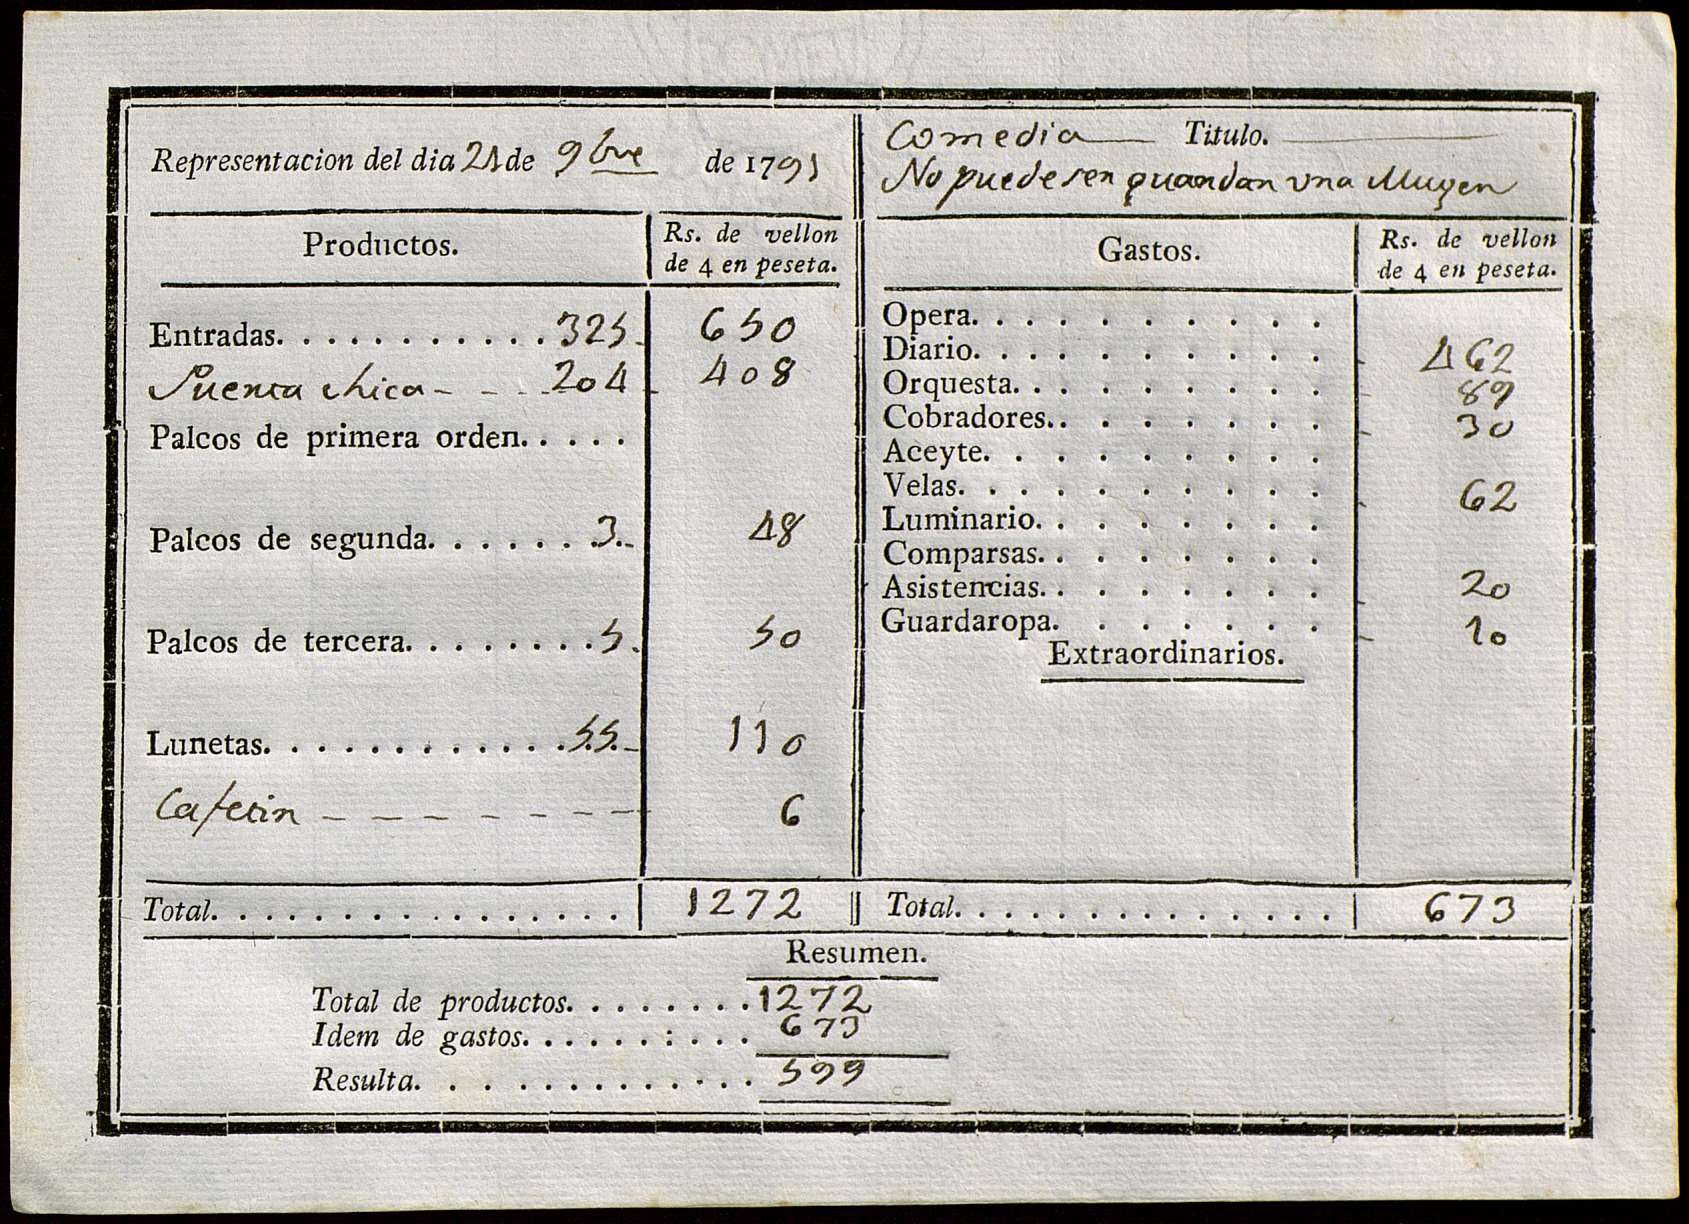 Representacion del dia 21 de 9bre de 1791
Comedia Titulo.
No puede ser guardar vna Muger
Productos. Rs. de vellon de 4 en peseta.
Entradas. . . . . . . . . . . . 325. 650
Puerta chica - - - - 204 - 408
Palcos de primera orden. . . . .
Palcos de segunda. . . . . . . 3. - 48
Palcos de tercera. . . . . . . . 5. 50
Lunetas. . . . . . . . . . . . . 55. - 110
Cafetin - - - - - - - - 6
Total. . . . . . . . . . . . . . . . . 1272
Gastos. Rs. de vellon de 4 en peseta.
Opera. . . . . . . . . .
Diario. . . . . . . . . . - 462
Orquesta. . . . . . . . . - 89
Cobradores. . . . . . . . - 30
Aceyte. . . . . . . . .
Velas. . . . . . . . . . - 62
Luminario. . . . . . . .
Comparsas. . . . . . . .
Asistencias. . . . . . . . - 20
Guardaropa. . . . . . . - 10
Extraordinarios.
Total. . . . . . . . . . . . . . . 673
Resumen.
Total de productos. . . . . . . . 1272
Idem de gastos. . . . . . : . . . 673
Resulta. . . . . . . . . . . . . . 599